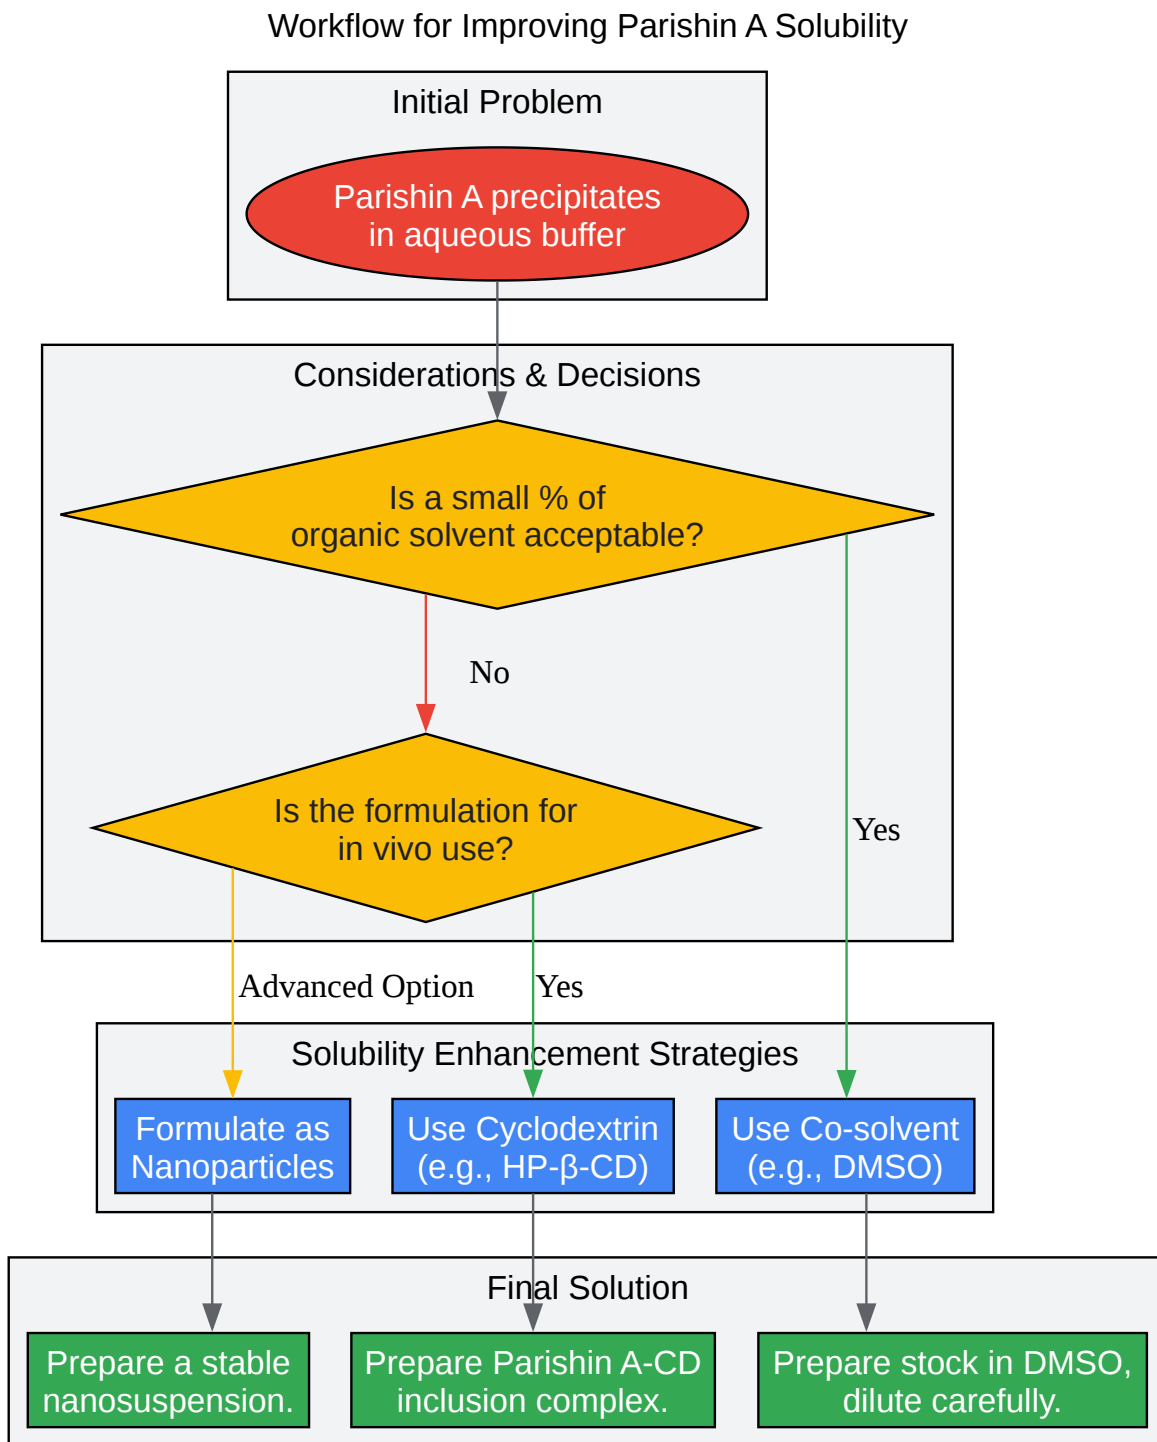 Workflow for Improving Parishin A Solubility
Initial Problem
Parishin A precipitates
in aqueous buffer
Considerations & Decisions
Is a small % of
organic solvent acceptable?
No
Is the formulation for
in vivo use?
Yes
Advanced Option
Yes
Solubility Enhancement Strategies
Formulate as
Nanoparticles
Use Cyclodextrin
(e.g., HP-β-CD)
Use Co-solvent
(e.g., DMSO)
Final Solution
Prepare a stable
nanosuspension.
Prepare Parishin A-CD
inclusion complex.
Prepare stock in DMSO,
dilute carefully.